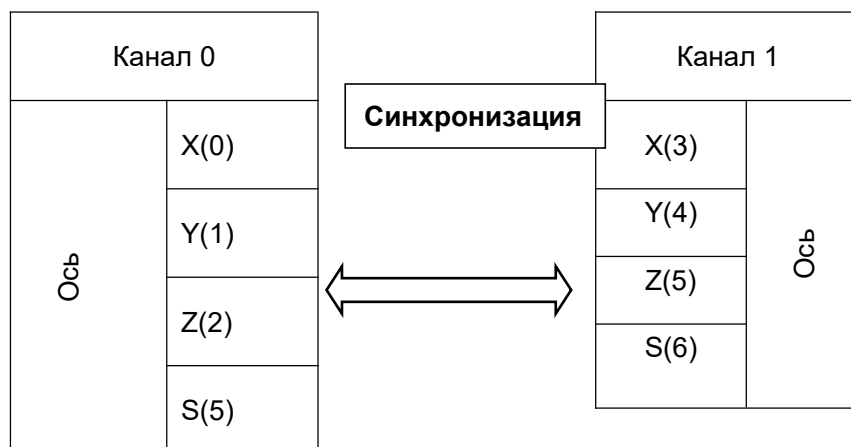 Канал 0
Ось
X(0)
Y(1)
Z(2)
S(5)
Синхронизация
Канал 1
X(3)
Y(4)
Z(5)
S(6)
Ось